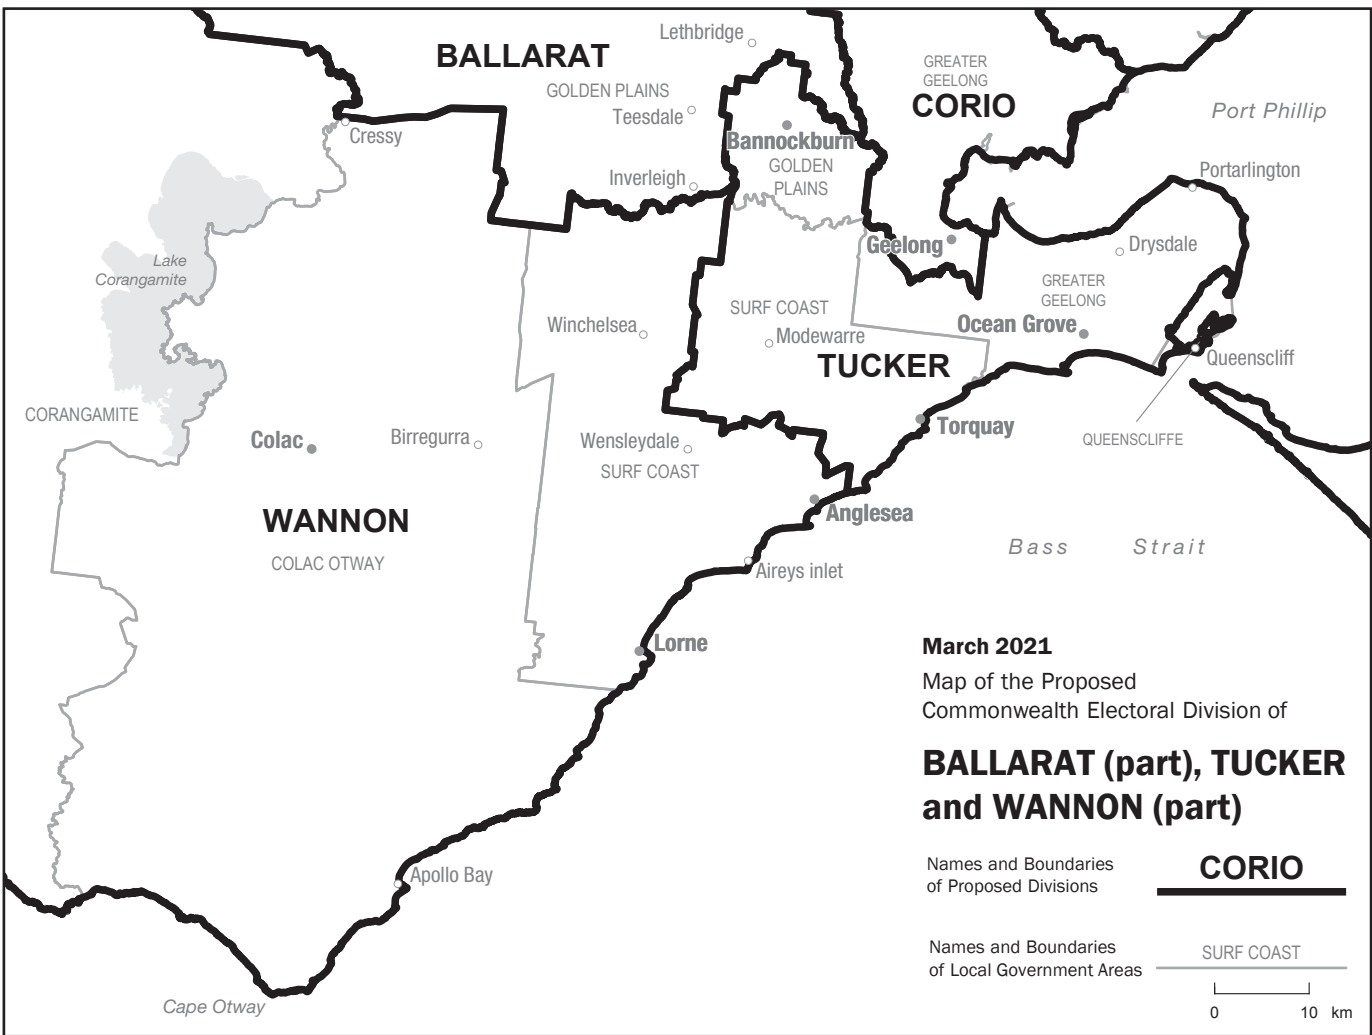 Lethbridge
BALLARAT
GOLDEN PLAINS
Teesdale
GREATER
GEELONG
CORIO
Port Phillip
Cressy
Bannockburn
GOLDEN
PLAINS
Inverleigh
Portarlington
Lake
Corangamite
Geelong
Drysdale
GREATER
GEELONG
SURF COAST
Winchelsea
Modewarre
Ocean Grove
TUCKER
Queenscliff
CORANGAMITE
Colac
Birregurra
Wensleydale
SURF COAST
Torquay
QUEENSCLIFFE
WANNON
Anglesea
COLAC OTWAY
Bass Strait
Aireys inlet
Lorne
Apollo Bay
Cape Otway
March 2021
Map of the Proposed
Commonwealth Electoral Division of
BALLARAT (part), TUCKER
and WANNON (part)
Names and Boundaries
of Proposed Divisions
CORIO
Names and Boundaries
of Local Government Areas
SURF COAST
0 10 km